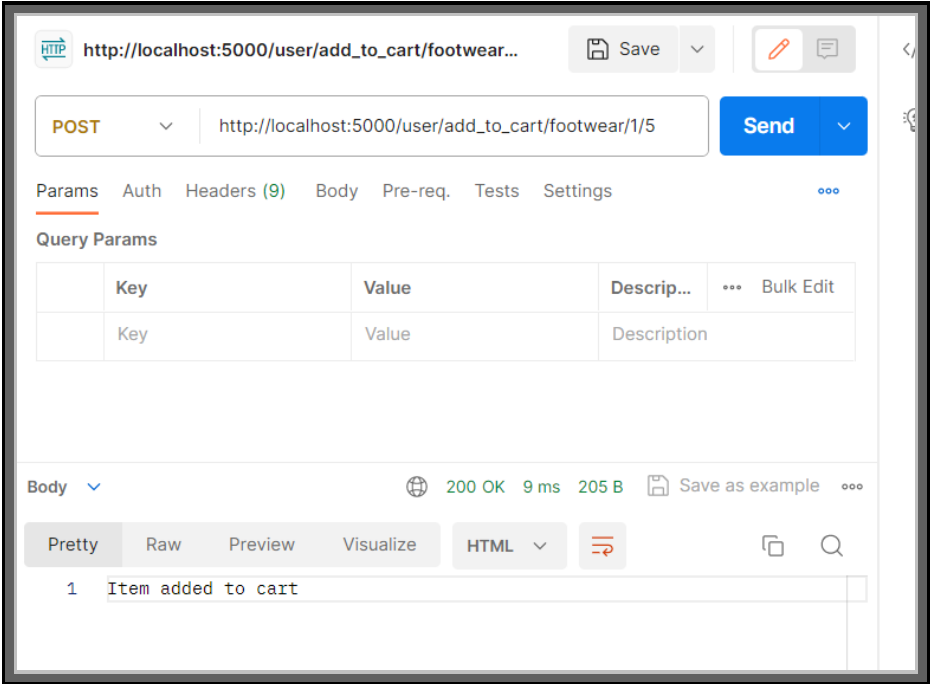 HTTP http://localhost:5000/user/add_to_cart/footwear... Save
POST http://localhost:5000/user/add_to_cart/footwear/1/5 Send
Params Auth Headers (9) Body Pre-req. Tests Settings
Query Params
Key Value Descrip... Bulk Edit
Key Value Description
Body 200 OK 9 ms 205 B Save as example
Pretty Raw Preview Visualize HTML
1 Item added to cart